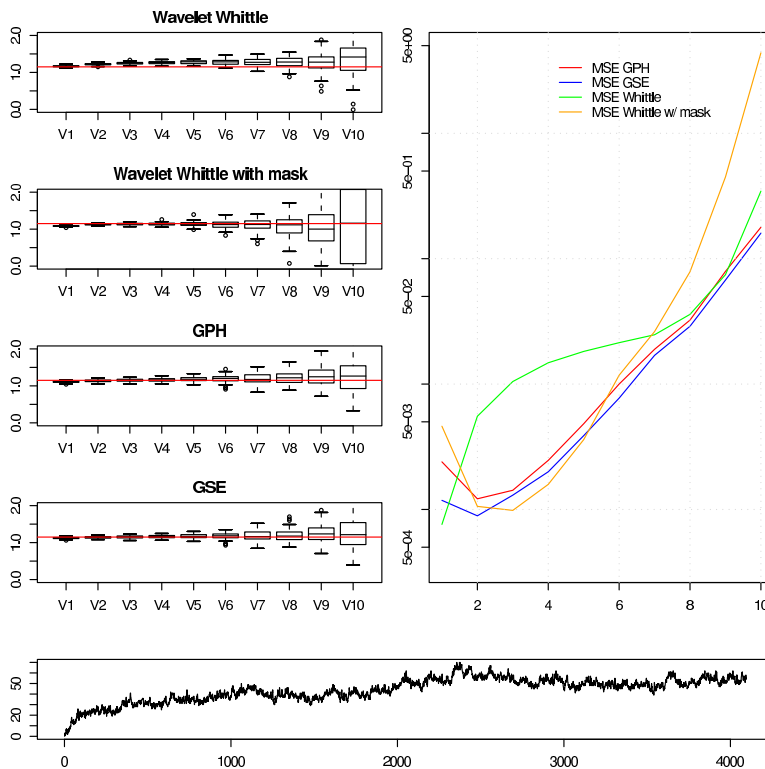 Wavelet Whittle
0.0 1.0 2.0
V1 V2 V3 V4 V5 V6 V7 V8 V9 V10
Wavelet Whittle with mask
0.0 1.0 2.0
V1 V2 V3 V4 V5 V6 V7 V8 V9 V10
GPH
0.0 1.0 2.0
V1 V2 V3 V4 V5 V6 V7 V8 V9 V10
GSE
0.0 1.0 2.0
V1 V2 V3 V4 V5 V6 V7 V8 V9 V10
MSE GPH
MSE GSE
MSE Whittle
MSE Whittle w/ mask
5e−04 5e−03 5e−02 5e−01 5e+00
2 4 6 8 10
0 20 50
0 1000 2000 3000 4000